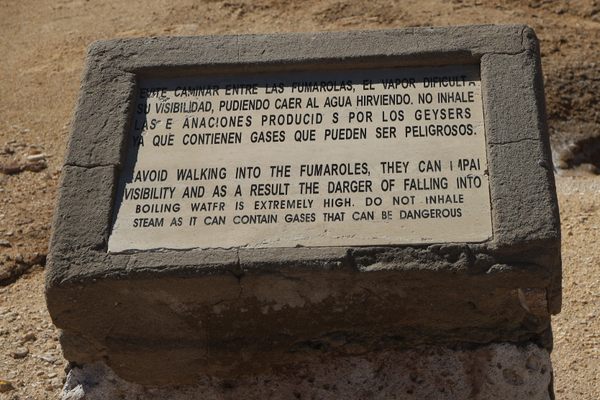 EVITE CAMINAR ENTRE LAS FUMAROLAS, EL VAPOR DIFICULTA
SU VISIBILIDAD, PUDIENDO CAER AL AGUA HIRVIENDO. NO INHALE
LAS E ANACIONES PRODUCID S POR LOS GEYSERS
YA QUE CONTIENEN GASES QUE PUEDEN SER PELIGROSOS.
AVOID WALKING INTO THE FUMAROLES, THEY CAN IMPAI
VISIBILITY AND AS A RESULT THE DARGER OF FALLING INTO
BOILING WATER IS EXTREMELY HIGH. DO NOT INHALE
STEAM AS IT CAN CONTAIN GASES THAT CAN BE DANGEROUS